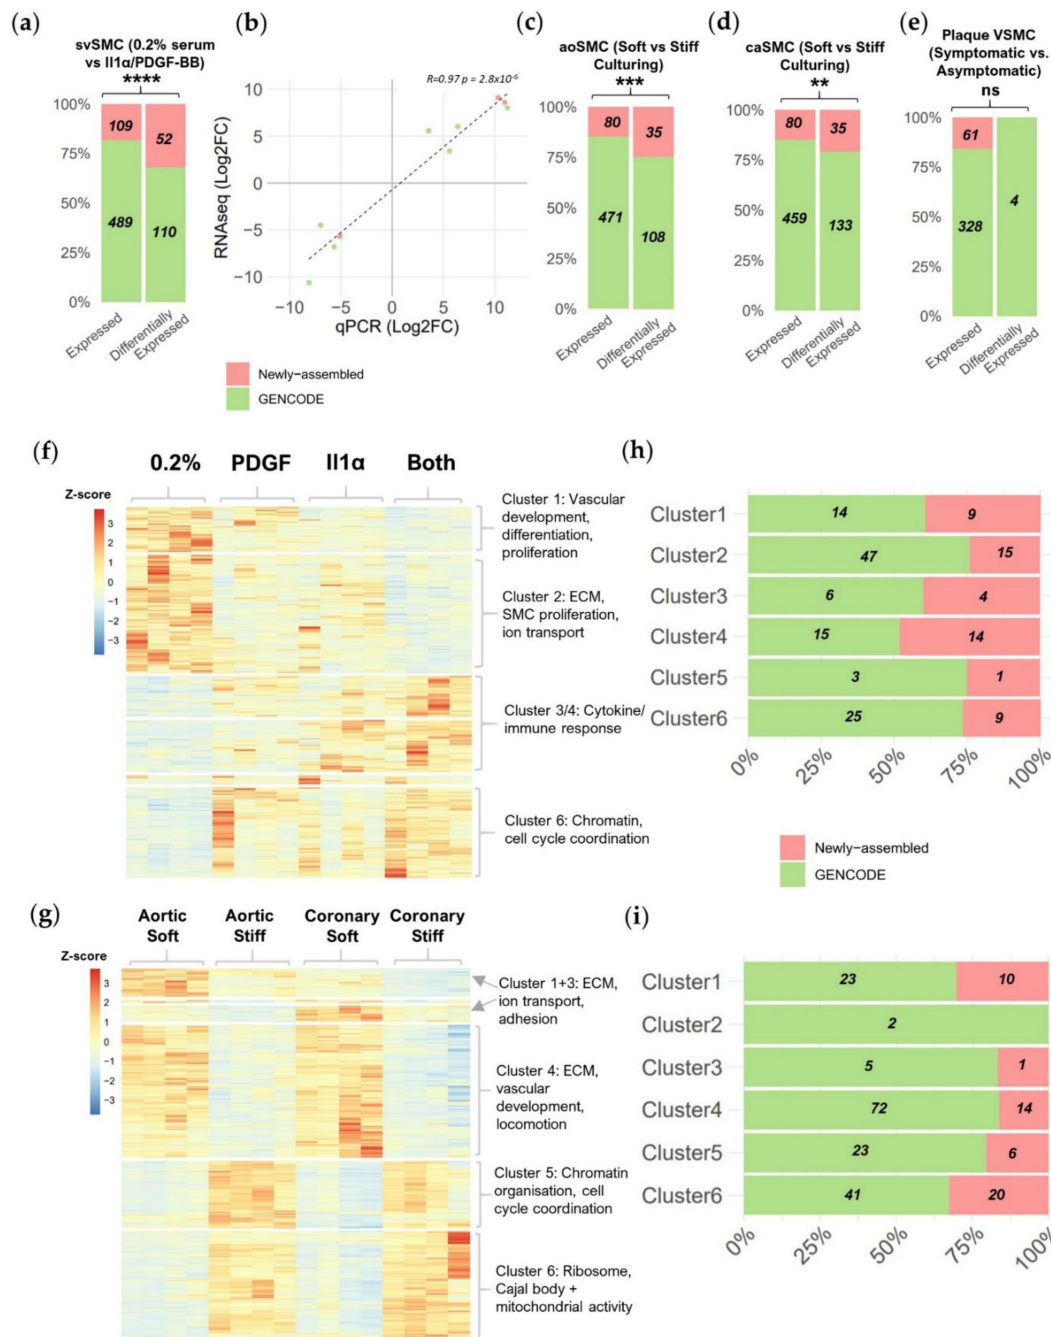 (a)
svSMC (0.2% serum
vs Il1α/PDGF-BB)
****
100%
75%
50%
25%
0%
109
52
489
110
Expressed
Differentially
Expressed
(b)
R=0.97 p = 2.8x10-6
RNAseq (Log2FC)
10
5
0
−5
−10
−10
−5
0
5
10
qPCR (Log2FC)
(c)
aoSMC (Soft vs Stiff
Culturing)
***
100%
75%
50%
25%
0%
80
35
471
108
Expressed
Differentially
Expressed
(d)
caSMC (Soft vs Stiff
Culturing)
**
100%
75%
50%
25%
0%
80
35
459
133
Expressed
Differentially
Expressed
(e)
Plaque VSMC
(Symptomatic vs.
Asymptomatic)
ns
100%
75%
50%
25%
0%
61
328
4
Expressed
Differentially
Expressed
Newly−assembled
GENCODE
(f)
0.2%
PDGF
Il1α
Both
Z-score
3
2
1
0
−1
−2
−3
Cluster 1: Vascular
development,
differentiation,
proliferation
Cluster 2: ECM,
SMC proliferation,
ion transport
Cluster 3/4: Cytokine/
immune response
Cluster 6: Chromatin,
cell cycle coordination
(h)
Cluster1
14
9
Cluster2
47
15
Cluster3
6
4
Cluster4
15
14
Cluster5
3
1
Cluster6
25
9
0%
25%
50%
75%
100%
Newly−assembled
GENCODE
(g)
Aortic
Soft
Aortic
Stiff
Coronary
Soft
Coronary
Stiff
Z-score
3
2
1
0
−1
−2
−3
Cluster 1+3: ECM,
ion transport,
adhesion
Cluster 4: ECM,
vascular
development,
locomotion
Cluster 5: Chromatin
organisation, cell
cycle coordination
Cluster 6: Ribosome,
Cajal body +
mitochondrial activity
(i)
Cluster1
23
10
Cluster2
2
Cluster3
5
1
Cluster4
72
14
Cluster5
23
6
Cluster6
41
20
0%
25%
50%
75%
100%